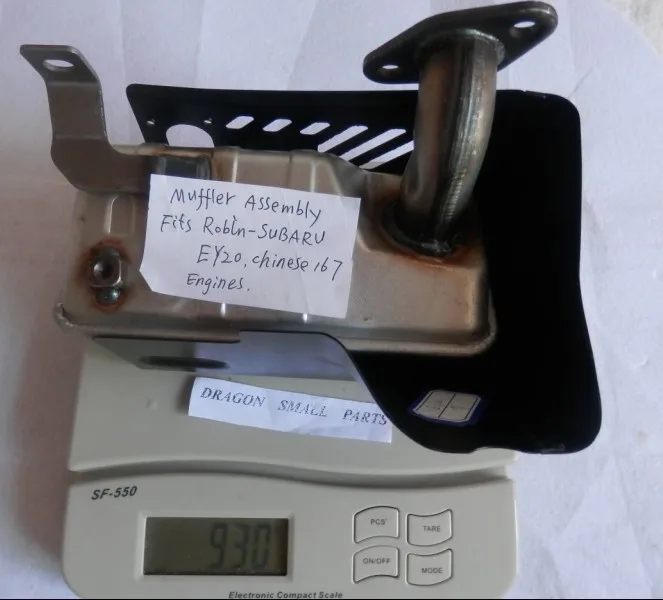 Muffler Assembly
Fits Robin-SUBARU
EY20, chinese 167
Engines.
DRAGON SMALL PARTS
SF-550
930
PCS
TARE
ON/OFF
MODE
Electronic Compact Scale